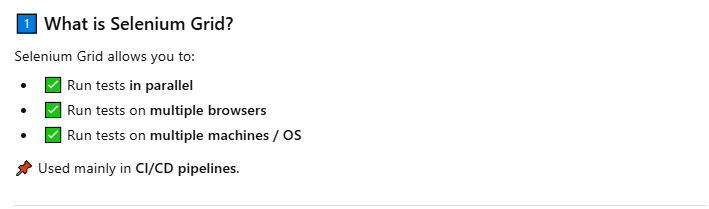 1 What is Selenium Grid?
Selenium Grid allows you to:
• ✅ Run tests in parallel
• ✅ Run tests on multiple browsers
• ✅ Run tests on multiple machines / OS
📌 Used mainly in CI/CD pipelines.